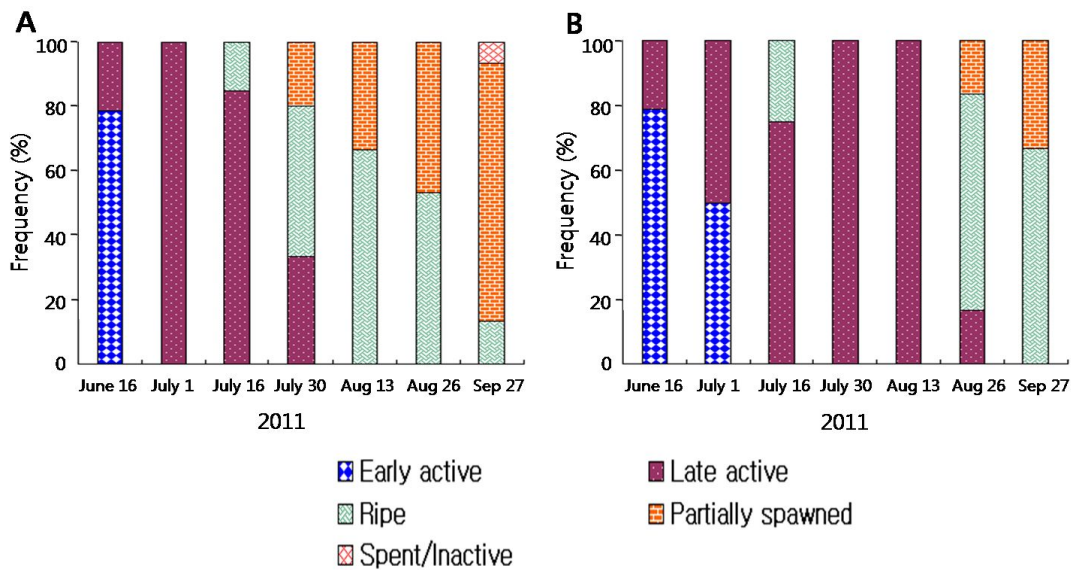 A
Frequency (%)
100
80
60
40
20
0
June 16 July 1 July 16 July 30 Aug 13 Aug 26 Sep 27
2011
B
Frequency (%)
100
80
60
40
20
0
June 16 July 1 July 16 July 30 Aug 13 Aug 26 Sep 27
2011
Early active Late active
Ripe Partially spawned
Spent/Inactive